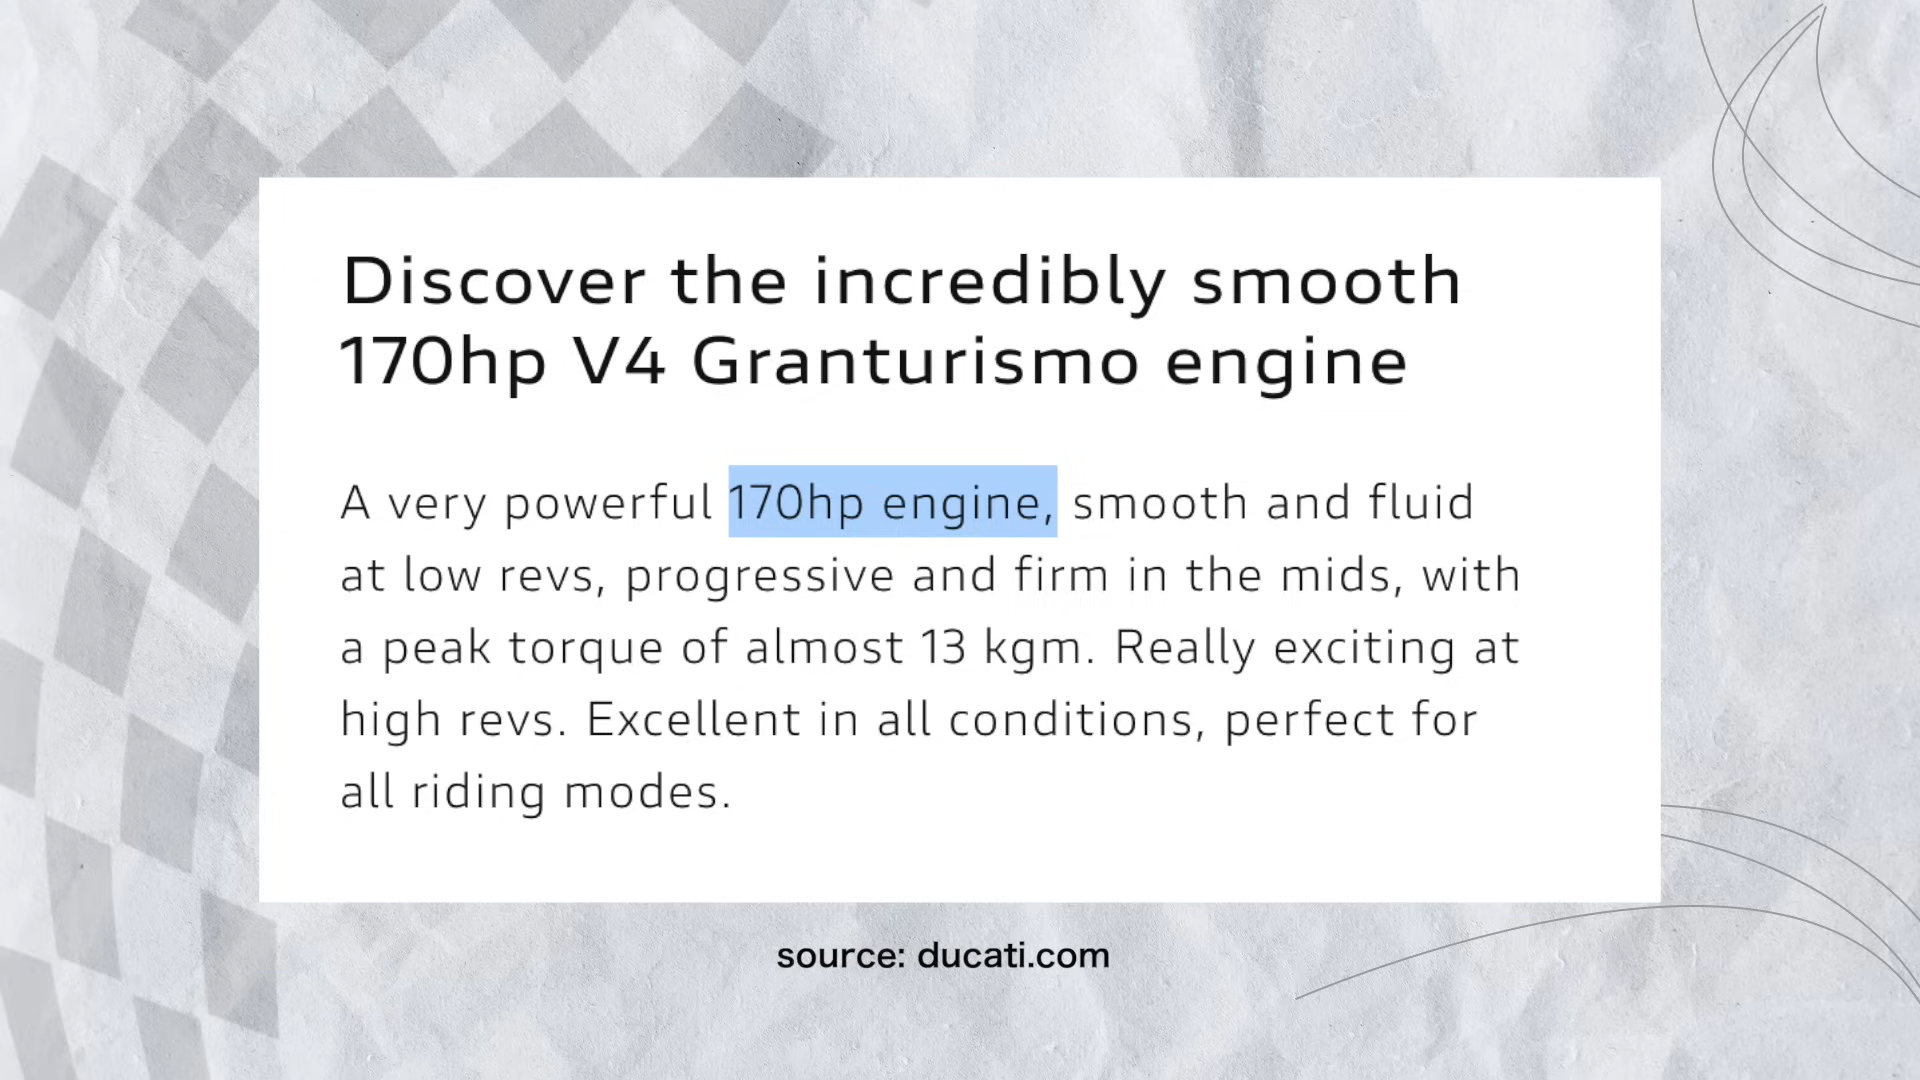 Discover the incredibly smooth
170hp V4 Granturismo engine
A very powerful 170hp engine, smooth and fluid
at low revs, progressive and firm in the mids, with
a peak torque of almost 13 kgm. Really exciting at
high revs. Excellent in all conditions, perfect for
all riding modes.
source: ducati.com